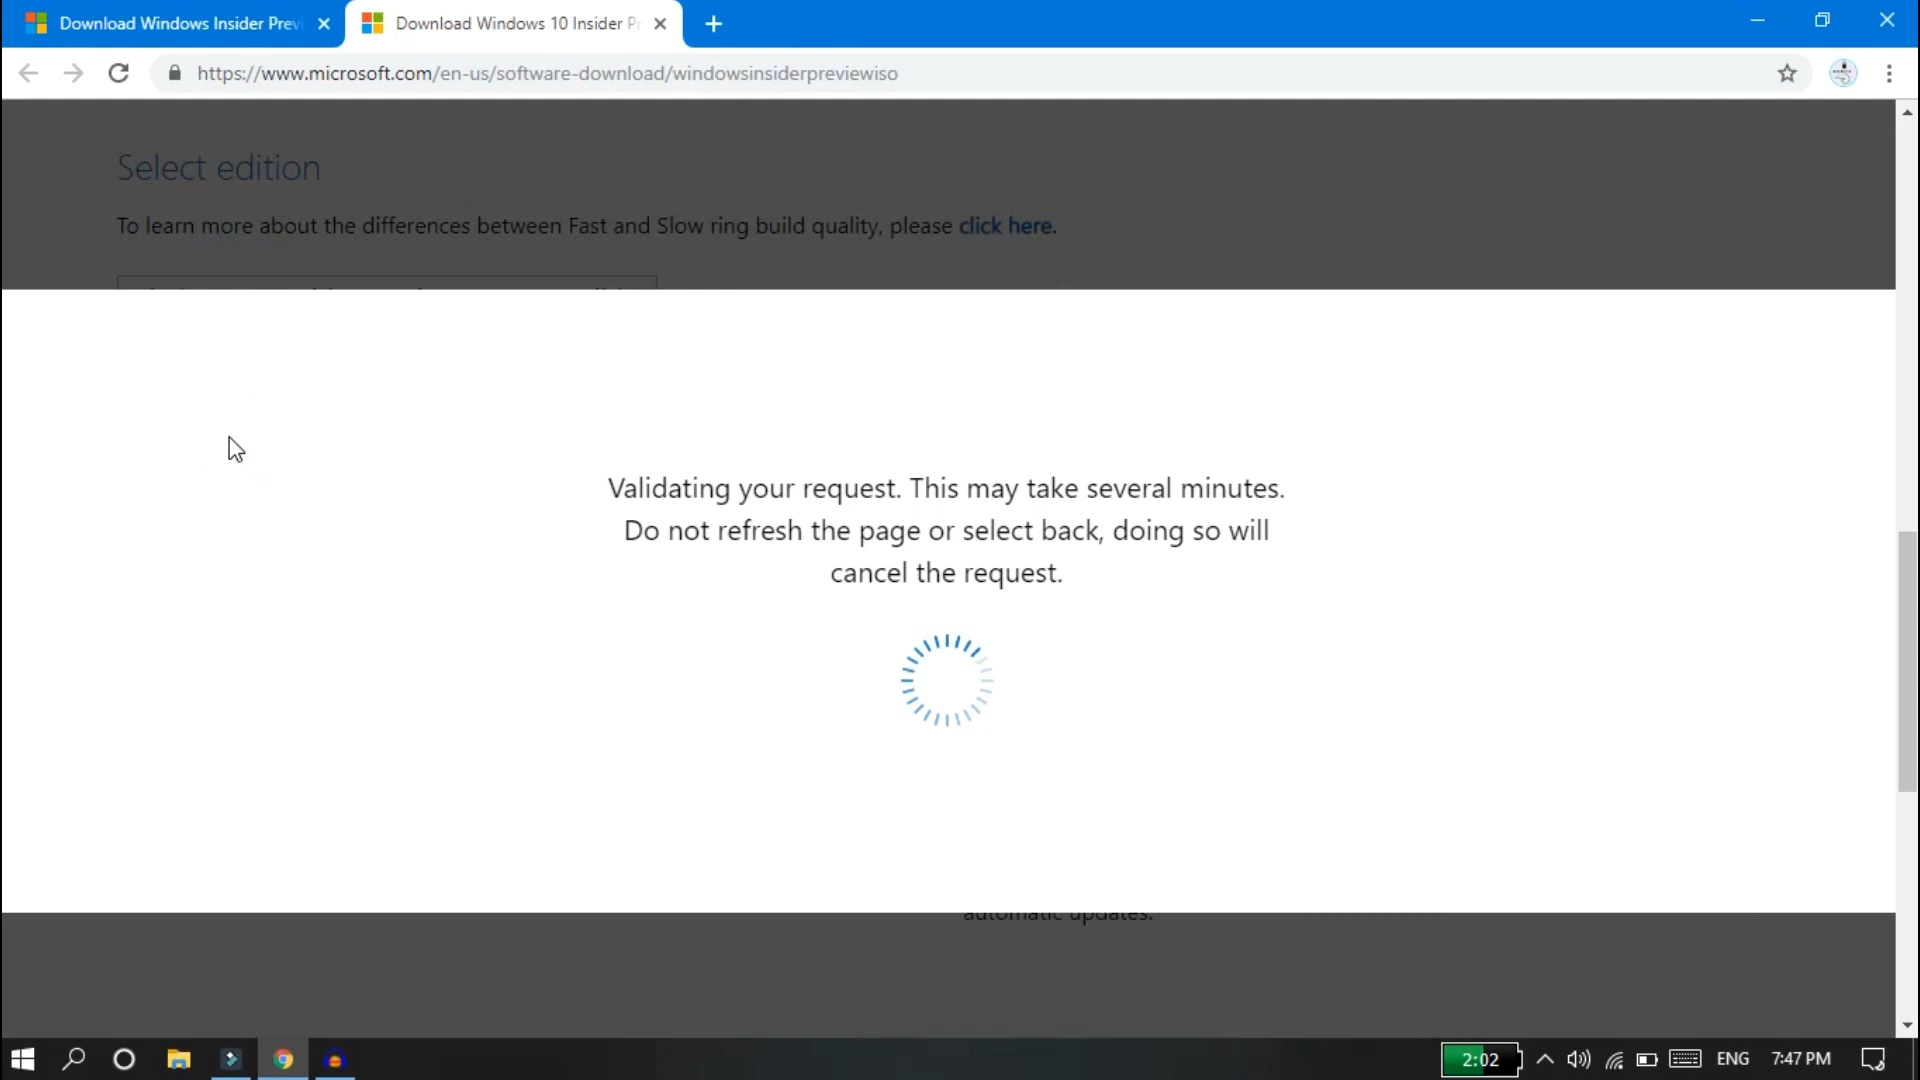 Download Windows Insider Previ
Download Windows 10 Insider Pr
https://www.microsoft.com/en-us/software-download/windowsinsiderpreviewiso
Select edition
To learn more about the differences between Fast and Slow ring build quality, please click here.
Validating your request. This may take several minutes.
Do not refresh the page or select back, doing so will
cancel the request.
automatic updates.
2:02
ENG
7:47 PM